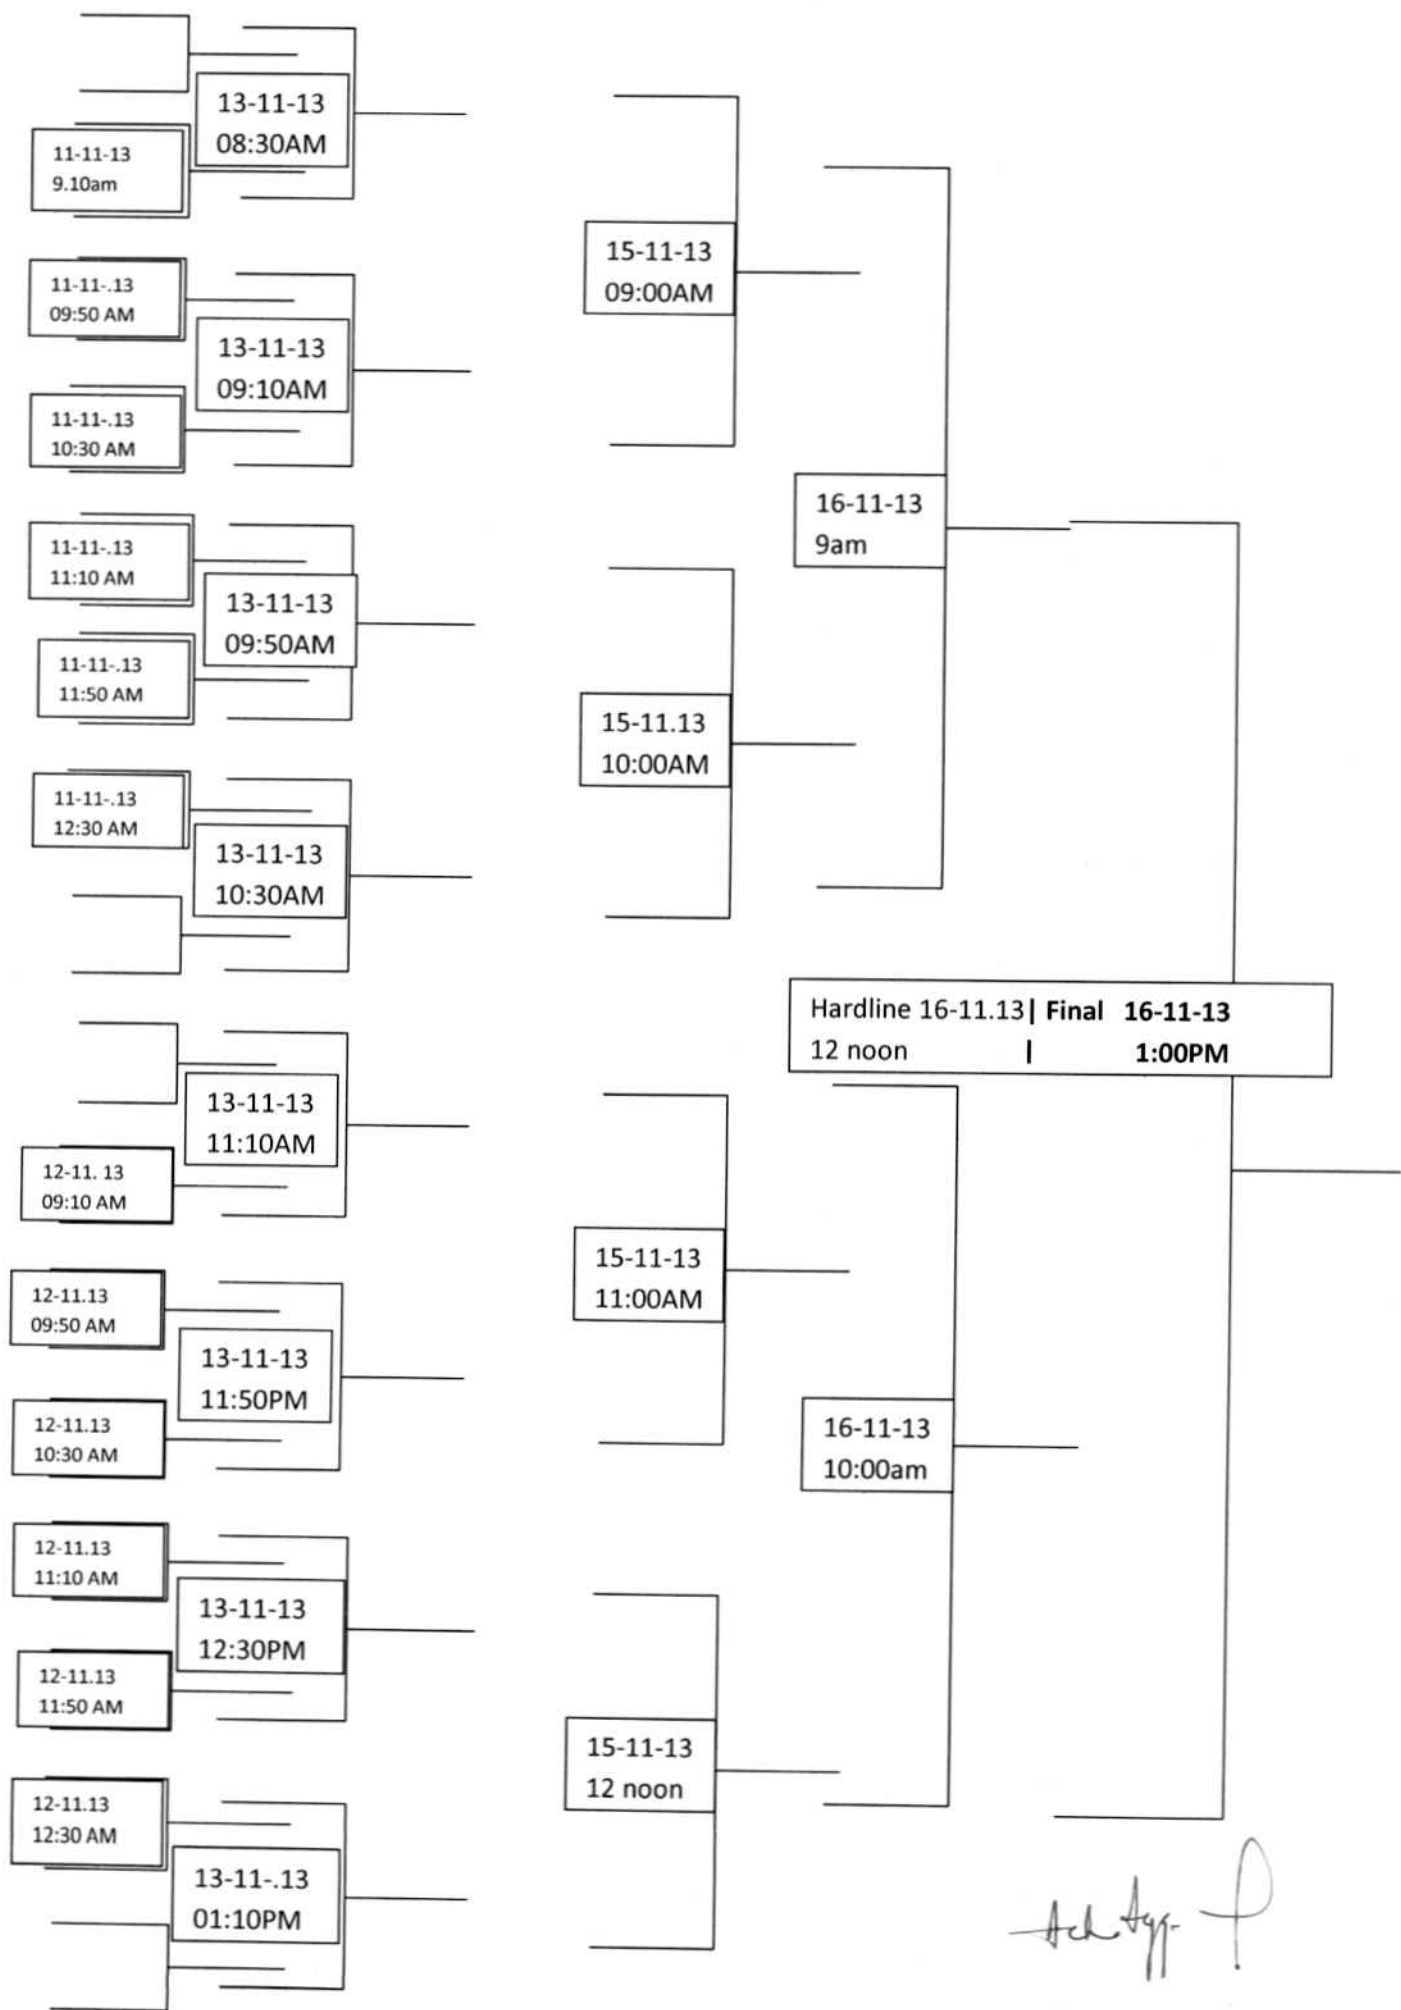 13-11-13
08:30AM
11-11-13
9.10am
11-11-.13
09:50 AM
13-11-13
09:10AM
11-11-.13
10:30 AM
11-11-.13
11:10 AM
13-11-13
09:50AM
11-11-.13
11:50 AM
11-11-.13
12:30 AM
13-11-13
10:30AM
13-11-13
11:10AM
12-11. 13
09:10 AM
12-11.13
09:50 AM
13-11-13
11:50PM
12-11.13
10:30 AM
12-11.13
11:10 AM
13-11-13
12:30PM
12-11.13
11:50 AM
12-11.13
12:30 AM
13-11-.13
01:10PM
15-11-13
09:00AM
15-11.13
10:00AM
15-11-13
11:00AM
15-11-13
12 noon
16-11-13
9am
16-11-13
10:00am
Hardline 16-11.13| Final 16-11-13
12 noon | 1:00PM